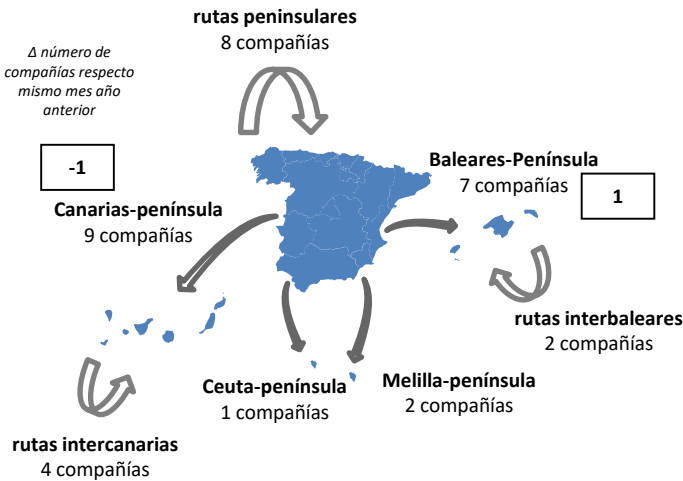 rutas peninsulares
8 compañías
Δ número de
compañías respecto
mismo mes año
anterior
-1
Canarias-península
9 compañías
Baleares-Península
7 compañías
1
rutas interbaleares
2 compañías
Ceuta-península
1 compañías
Melilla-península
2 compañías
rutas intercanarias
4 compañías